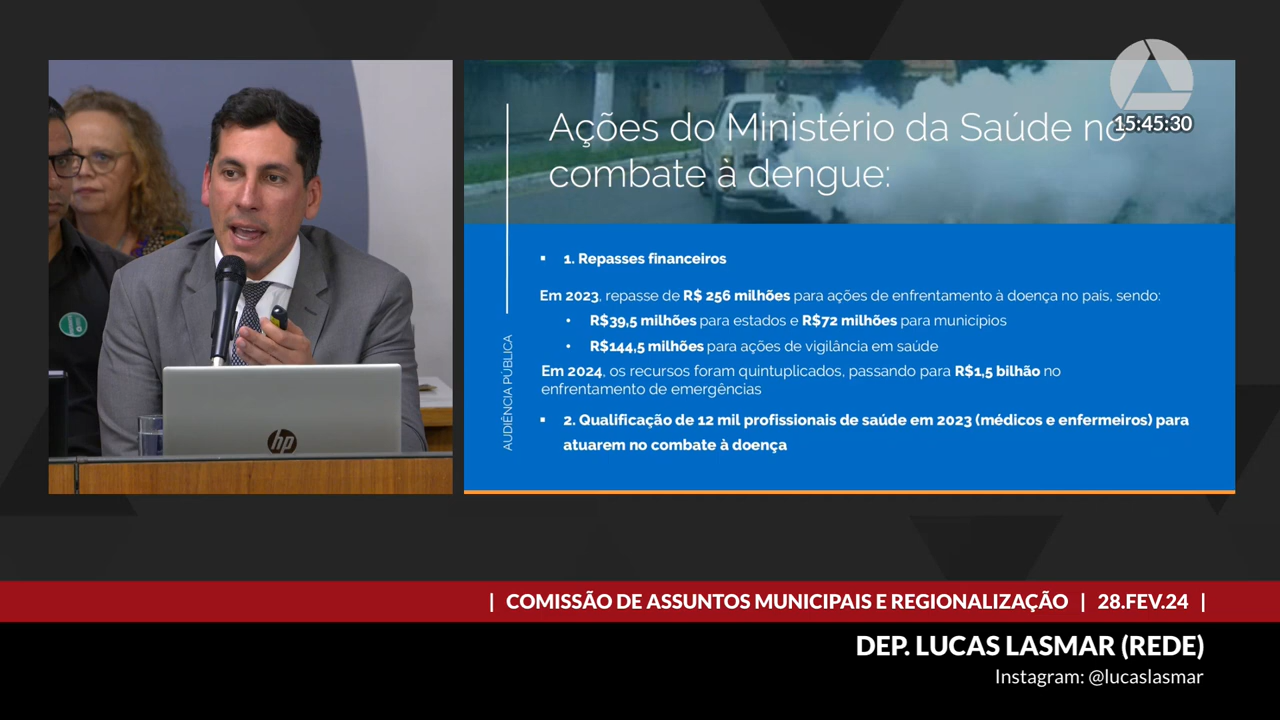 15:45:30
Ações do Ministério da Saúde no
combate à dengue:
AUDIÊNCIA PÚBLICA
▪ 1. Repasses financeiros
Em 2023, repasse de R$ 256 milhões para ações de enfrentamento à doença no país, sendo:
• R$39,5 milhões para estados e R$72 milhões para municípios
• R$144,5 milhões para ações de vigilância em saúde
Em 2024, os recursos foram quintuplicados, passando para R$1,5 bilhão no
enfrentamento de emergências
▪ 2. Qualificação de 12 mil profissionais de saúde em 2023 (médicos e enfermeiros) para
atuarem no combate à doença
hp
| COMISSÃO DE ASSUNTOS MUNICIPAIS E REGIONALIZAÇÃO | 28.FEV.24 |
DEP. LUCAS LASMAR (REDE)
Instagram: @lucaslasmar